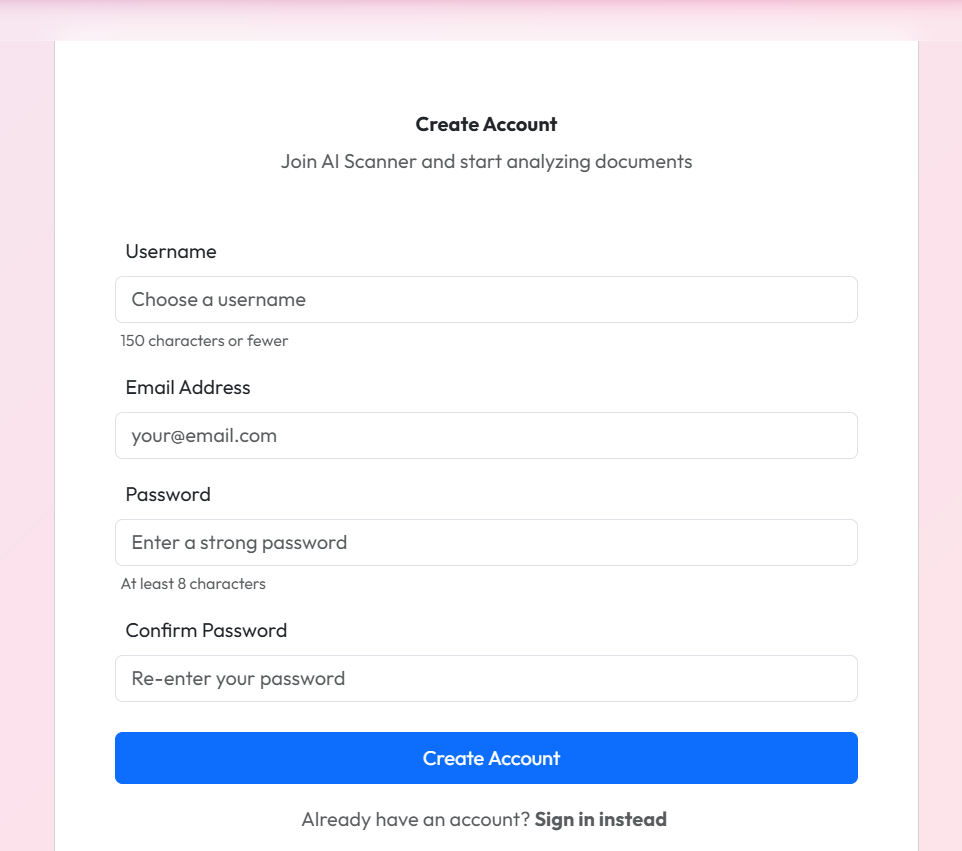 Create Account
Join AI Scanner and start analyzing documents
Username
Choose a username
150 characters or fewer
Email Address
your@email.com
Password
Enter a strong password
At least 8 characters
Confirm Password
Re-enter your password
Create Account
Already have an account? Sign in instead